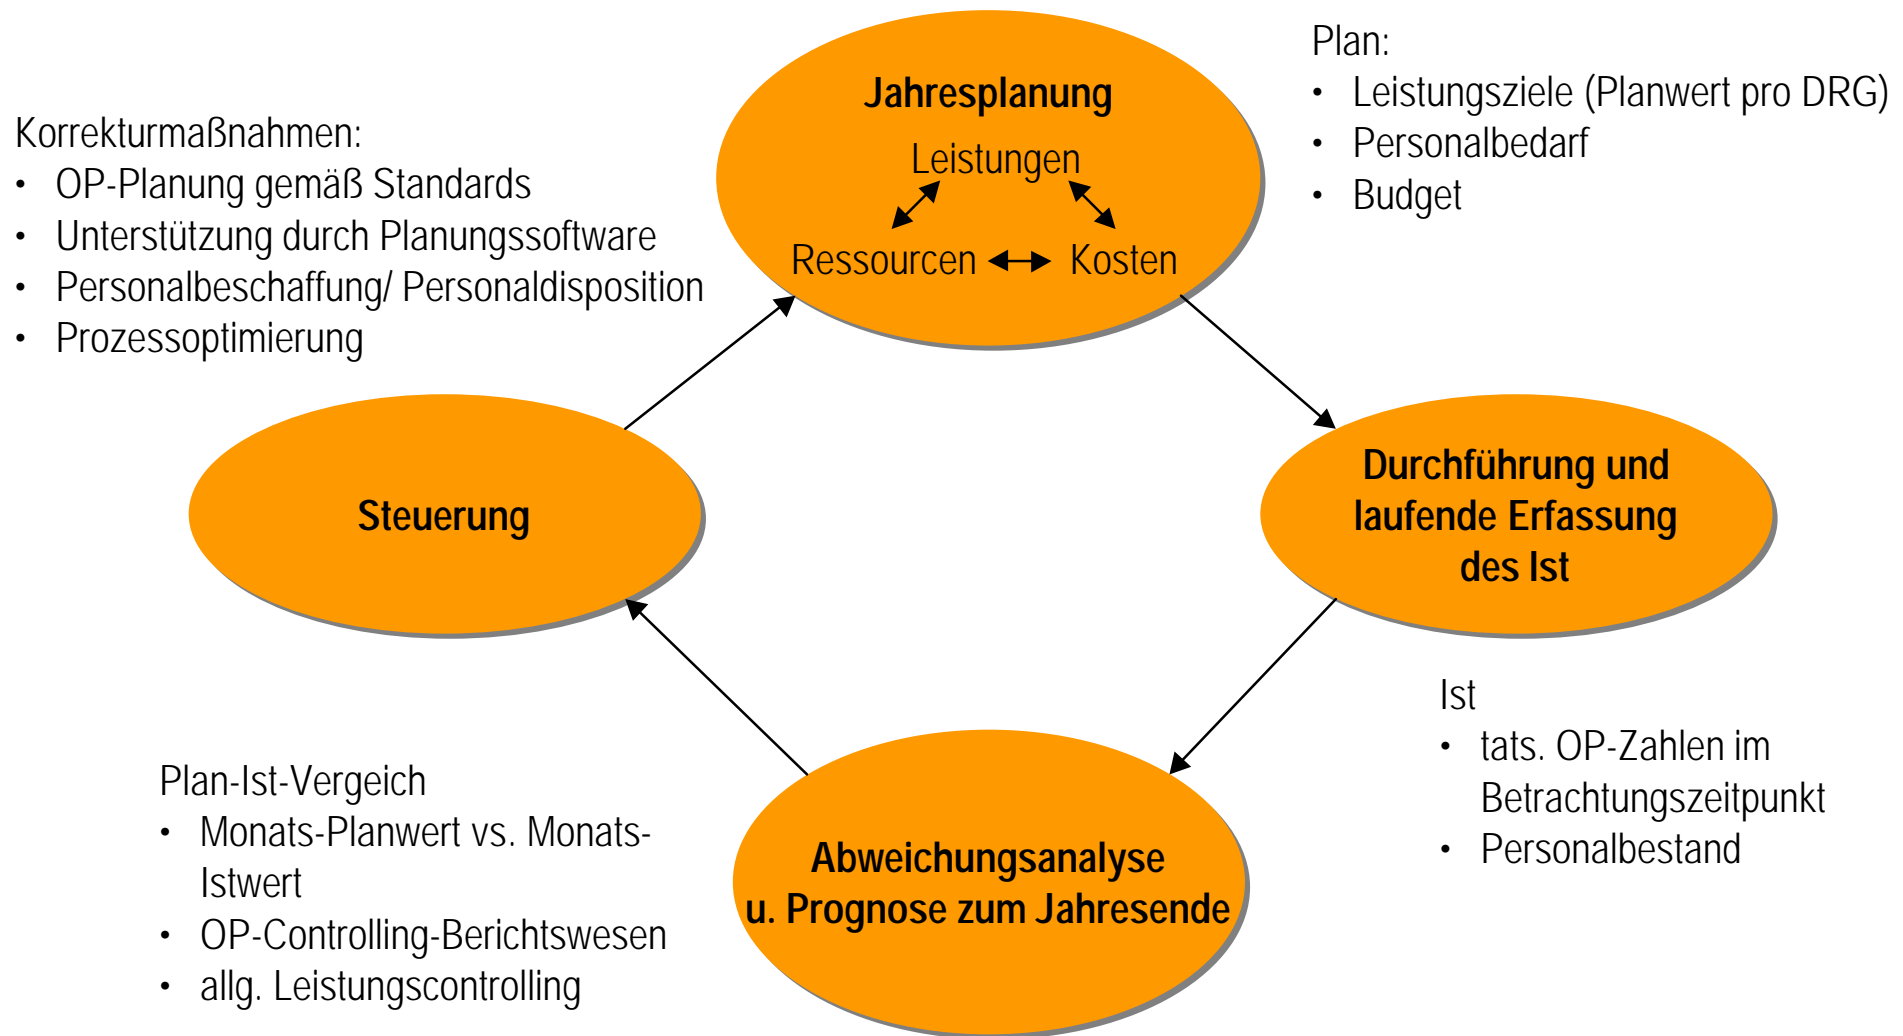 Jahresplanung
Leistungen
Ressourcen
Kosten
Plan:
• Leistungsziele (Planwert pro DRG)
• Personalbedarf
• Budget
Durchführung und
laufende Erfassung
des Ist
Ist
• tats. OP-Zahlen im
Betrachtungszeitpunkt
• Personalbestand
Abweichungsanalyse
u. Prognose zum Jahresende
Plan-Ist-Vergeich
• Monats-Planwert vs. Monats-
Istwert
• OP-Controlling-Berichtswesen
• allg. Leistungscontrolling
Steuerung
Korrekturmaßnahmen:
• OP-Planung gemäß Standards
• Unterstützung durch Planungssoftware
• Personalbeschaffung/ Personaldisposition
• Prozessoptimierung